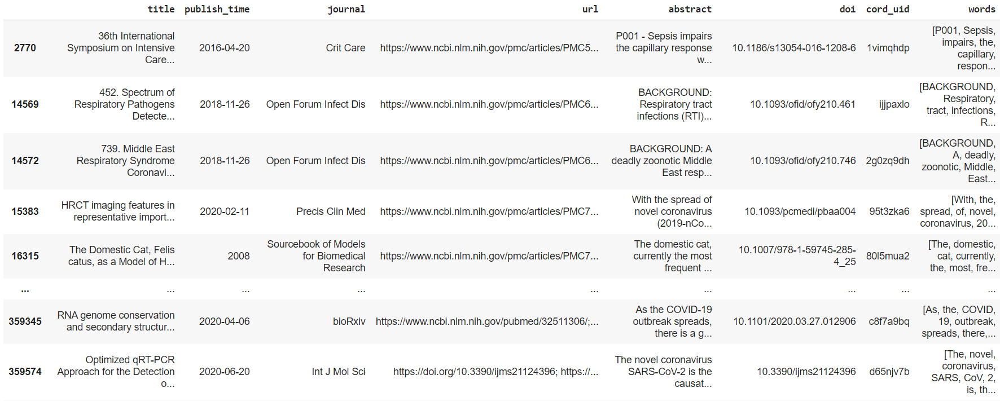 title publish_time journal url abstract doi cord_uid words
2770 36th International Symposium on Intensive Care... 2016-04-20 Crit Care https://www.ncbi.nlm.nih.gov/pmc/articles/PMC5... P001 - Sepsis impairs the capillary response w... 10.1186/s13054-016-1208-6 1vimqhdp [P001, Sepsis, impairs, the, capillary, respon...
14569 452. Spectrum of Respiratory Pathogens Detecte... 2018-11-26 Open Forum Infect Dis https://www.ncbi.nlm.nih.gov/pmc/articles/PMC6... BACKGROUND: Respiratory tract infections (RTI)... 10.1093/ofid/ofy210.461 ijjpaxlo [BACKGROUND, Respiratory, tract, infections, R...
14572 739. Middle East Respiratory Syndrome Coronavi... 2018-11-26 Open Forum Infect Dis https://www.ncbi.nlm.nih.gov/pmc/articles/PMC6... BACKGROUND: A deadly zoonotic Middle East resp... 10.1093/ofid/ofy210.746 2g0zq9dh [BACKGROUND, A, deadly, zoonotic, Middle, East...
15383 HRCT imaging features in representative import... 2020-02-11 Precis Clin Med https://www.ncbi.nlm.nih.gov/pmc/articles/PMC7... With the spread of novel coronavirus (2019-nCo... 10.1093/pcmedi/pbaa004 95t3zka6 [With, the, spread, of, novel, coronavirus, 20...
16315 The Domestic Cat, Felis catus, as a Model of H... 2008 Sourcebook of Models for Biomedical Research https://www.ncbi.nlm.nih.gov/pmc/articles/PMC7... The domestic cat, currently the most frequent ... 10.1007/978-1-59745-285-4_25 80l5mua2 [The, domestic, cat, currently, the, most, fre...
... ... ... ... ... ... ... ... ...
359345 RNA genome conservation and secondary structur... 2020-04-06 bioRxiv https://www.ncbi.nlm.nih.gov/pubmed/32511306/;... As the COVID-19 outbreak spreads, there is a g... 10.1101/2020.03.27.012906 c8f7a9bq [As, the, COVID, 19, outbreak, spreads, there,...
359574 Optimized qRT-PCR Approach for the Detection o... 2020-06-20 Int J Mol Sci https://doi.org/10.3390/ijms21124396; https://... The novel coronavirus SARS-CoV-2 is the causat... 10.3390/ijms21124396 d65njv7b [The, novel, coronavirus, SARS, CoV, 2, is, th...